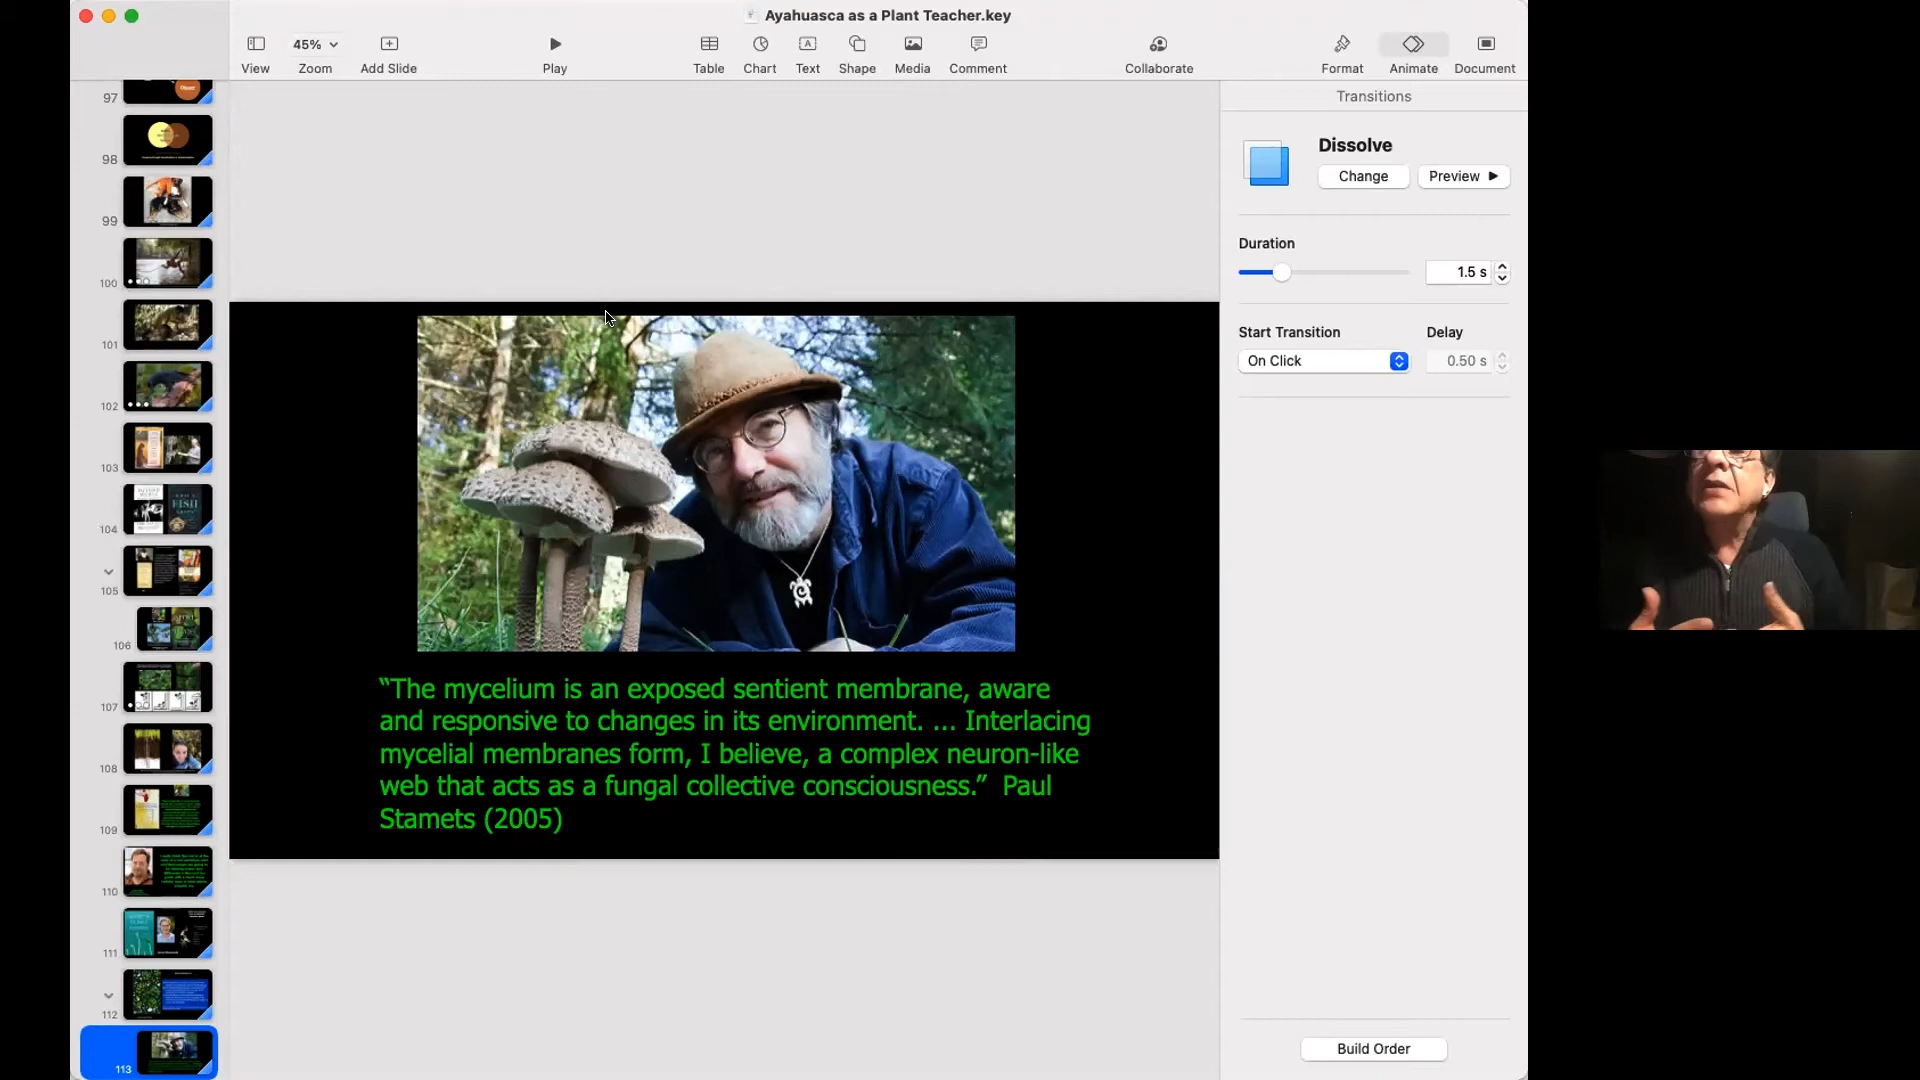 Ayahuasca as a Plant Teacher.key
45%
View
Zoom
Add Slide
Play
Table
Chart
Text
Shape
Media
Comment
Collaborate
Format
Animate
Document
Transitions
Dissolve
Change
Preview
Duration
1.5 s
Start Transition
Delay
On Click
0.50 s
Build Order
97
98
99
100
101
102
103
104
FISH
105
106
107
108
109
110
111
112
113
“The mycelium is an exposed sentient membrane, aware
and responsive to changes in its environment. ... Interlacing
mycelial membranes form, I believe, a complex neuron-like
web that acts as a fungal collective consciousness.” Paul
Stamets (2005)